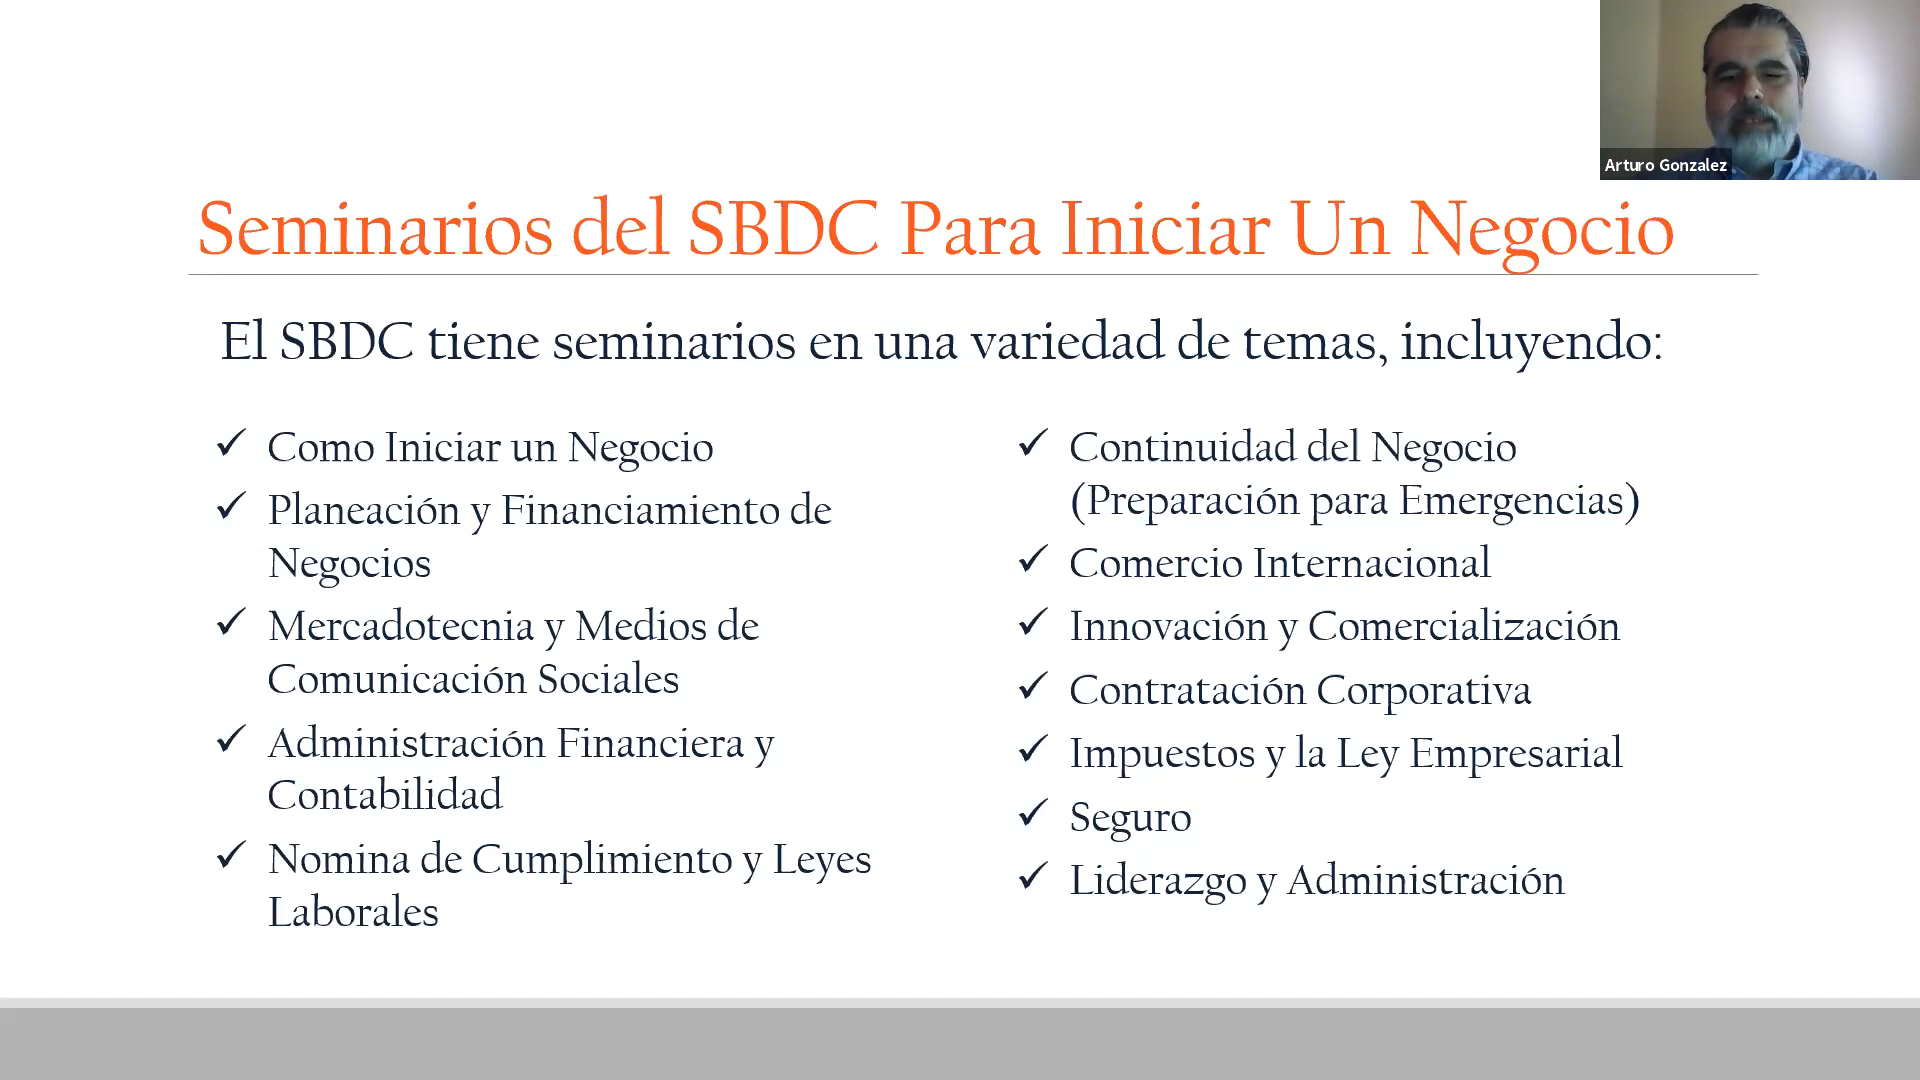 Arturo Gonzalez
Seminarios del SBDC Para Iniciar Un Negocio
El SBDC tiene seminarios en una variedad de temas, incluyendo:
✓ Como Iniciar un Negocio
✓ Planeación y Financiamiento de
Negocios
✓ Mercadotecnia y Medios de
Comunicación Sociales
✓ Administración Financiera y
Contabilidad
✓ Nomina de Cumplimiento y Leyes
Laborales
✓ Continuidad del Negocio
(Preparación para Emergencias)
✓ Comercio Internacional
✓ Innovación y Comercialización
✓ Contratación Corporativa
✓ Impuestos y la Ley Empresarial
✓ Seguro
✓ Liderazgo y Administración